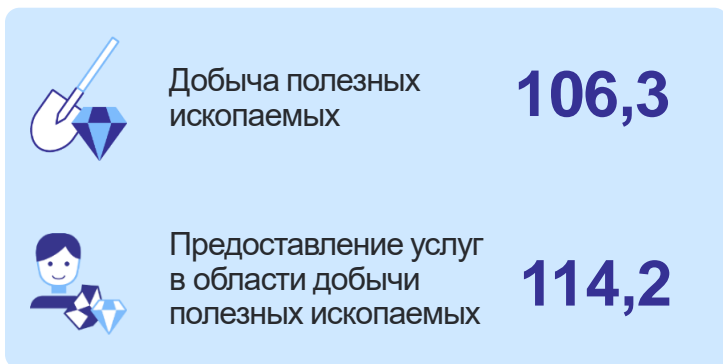 Добыча полезных
ископаемых
106,3
Предоставление услуг
в области добычи
полезных ископаемых
114,2